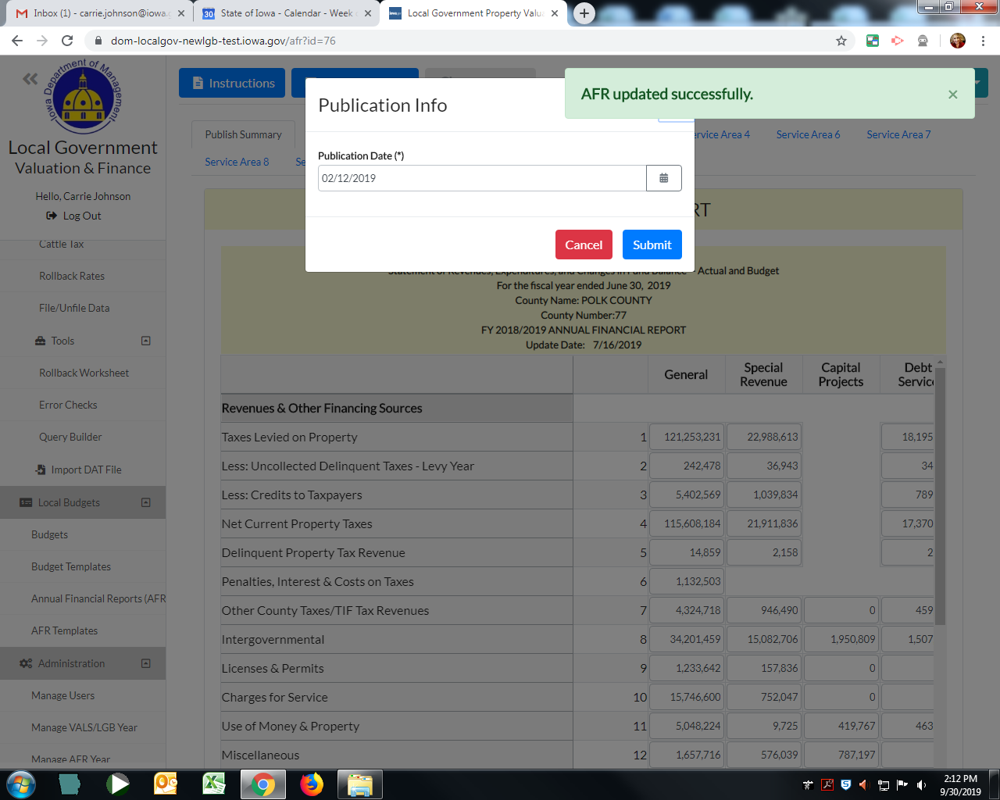 Inbox (1) - carrie.johnson@iowa.g
State of Iowa - Calendar - Week
Local Government Property Valu
dom-localgov-newlgb-test.iowa.gov/afr?id=76
Iowa Department of Management
Local Government
Valuation & Finance
Hello, Carrie Johnson
Log Out
Cattle Tax
Rollback Rates
File/Unfile Data
Tools
Rollback Worksheet
Error Checks
Query Builder
Import DAT File
Local Budgets
Budgets
Budget Templates
Annual Financial Reports (AFR
AFR Templates
Administration
Manage Users
Manage VALS/LGB Year
Manage AFR Year
Instructions
AFR updated successfully.
×
Publication Info
Publication Date (*)
02/12/2019
Cancel
Submit
Publish Summary
Service Area 4
Service Area 6
Service Area 7
Service Area 8
Statement of Revenues, Expenditures, and Changes in Fund Balance - Actual and Budget
For the fiscal year ended June 30, 2019
County Name: POLK COUNTY
County Number:77
FY 2018/2019 ANNUAL FINANCIAL REPORT
Update Date: 7/16/2019
General Special Revenue Capital Projects Debt Service
Revenues & Other Financing Sources
Taxes Levied on Property 1 121,253,231 22,988,613 18,195
Less: Uncollected Delinquent Taxes - Levy Year 2 242,478 36,943 34
Less: Credits to Taxpayers 3 5,402,569 1,039,834 789
Net Current Property Taxes 4 115,608,184 21,911,836 17,370
Delinquent Property Tax Revenue 5 14,859 2,158 2
Penalties, Interest & Costs on Taxes 6 1,132,503
Other County Taxes/TIF Tax Revenues 7 4,324,718 946,490 0 459
Intergovernmental 8 34,201,459 15,082,706 1,950,809 1,507
Licenses & Permits 9 1,233,642 157,836 0
Charges for Service 10 15,746,600 752,047 0
Use of Money & Property 11 5,048,224 9,725 419,767 463
Miscellaneous 12 1,657,716 576,039 787,197
2:12 PM
9/30/2019